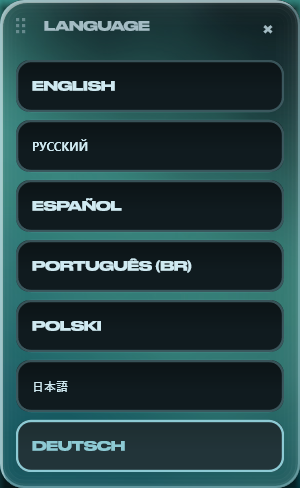 LANGUAGE
ENGLISH
РУССКИЙ
ESPAÑOL
PORTUGUÊS (BR)
POLSKI
日本語
DEUTSCH